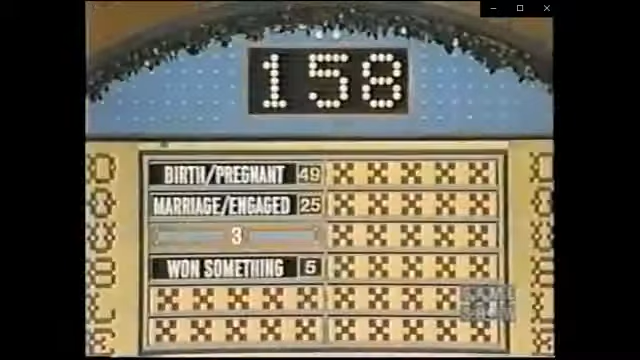 158
BIRTH/PREGNANT 49
MARRIAGE/ENGAGED 25
3
WON SOMETHING 5